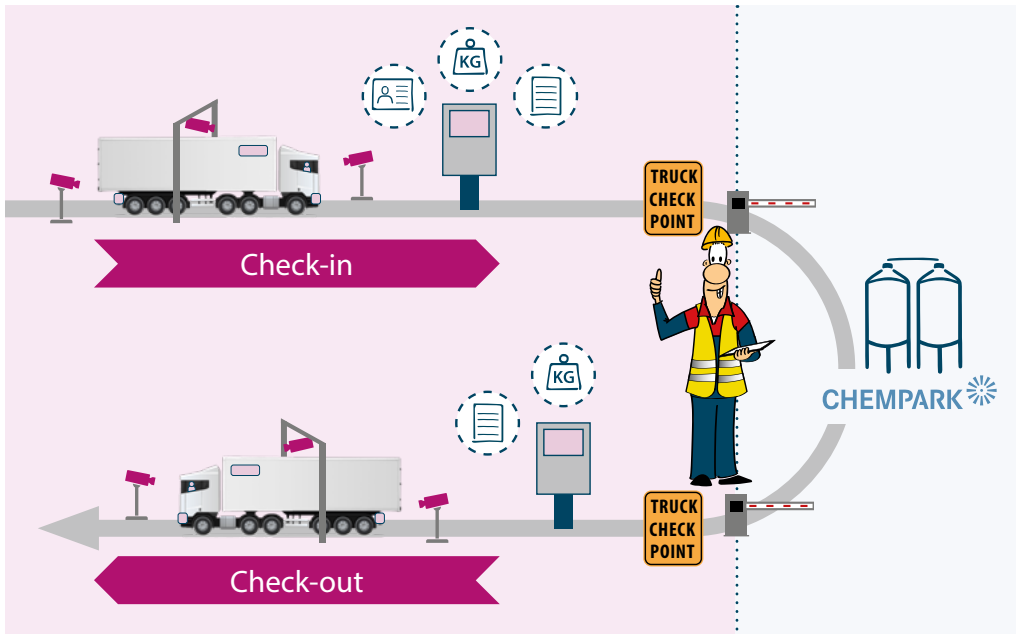 KG
TRUCK
CHECK
POINT
Check-in
KG
CHEMPARK
TRUCK
CHECK
POINT
Check-out